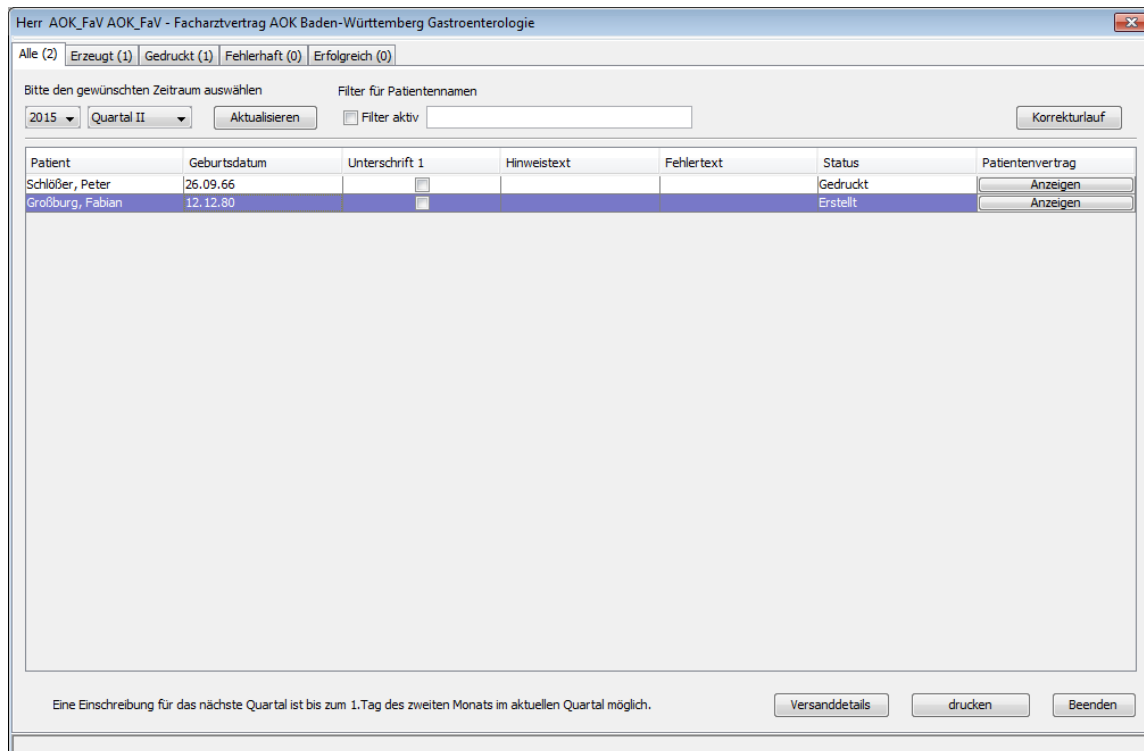 Herr AOK_FaV AOK_FaV - Facharztvertrag AOK Baden-Württemberg Gastroenterologie
Alle (2) Erzeugt (1) Gedruckt (1) Fehlerhaft (0) Erfolgreich (0)
Bitte den gewünschten Zeitraum auswählen Filter für Patientennamen
2015 Quartal II Aktualisieren Filter aktiv Korrekturlauf
Patient Geburtsdatum Unterschrift 1 Hinweistext Fehlertext Status Patientenvertrag
Schlößer, Peter 26.09.66 Gedruckt Anzeigen
Großburg, Fabian 12.12.80 Erstellt Anzeigen
Eine Einschreibung für das nächste Quartal ist bis zum 1.Tag des zweiten Monats im aktuellen Quartal möglich. Versanddetails drucken Beenden